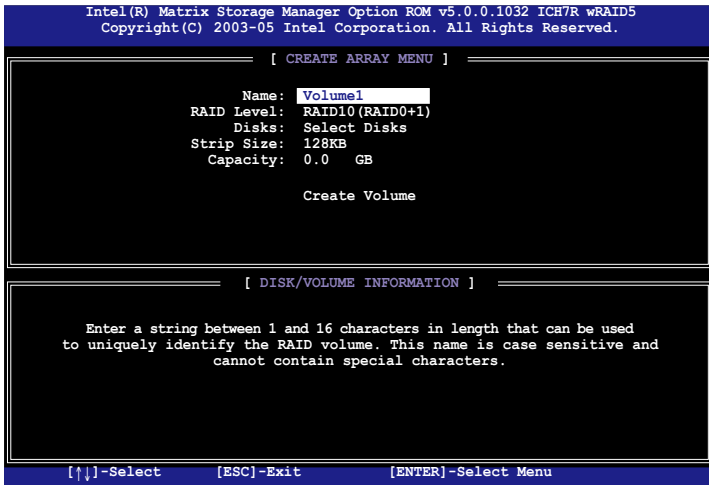 Intel(R) Matrix Storage Manager Option ROM v5.0.0.1032 ICH7R wRAID5
Copyright(C) 2003-05 Intel Corporation. All Rights Reserved.
[ CREATE ARRAY MENU ]
Name: Volume1
RAID Level: RAID10(RAID0+1)
Disks: Select Disks
Strip Size: 128KB
Capacity: 0.0 GB
Create Volume
[ DISK/VOLUME INFORMATION ]
Enter a string between 1 and 16 characters in length that can be used
to uniquely identify the RAID volume. This name is case sensitive and
cannot contain special characters.
[↑↓]-Select [ESC]-Exit [ENTER]-Select Menu